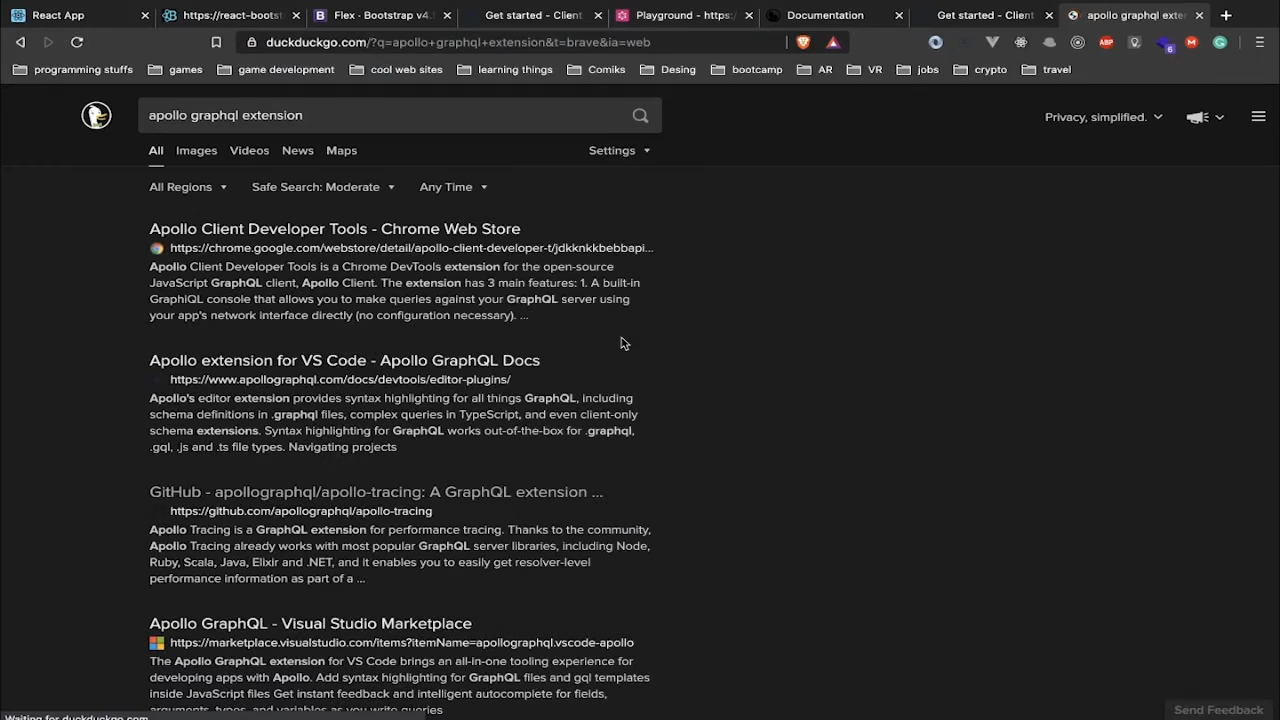 React App
https://react-boots
Flex · Bootstrap v4.
Get started - Client
Playground - https:/
Documentation
Get started - Client
apollo graphql exten
duckduckgo.com/?q=apollo+graphql+extension&t=brave&ia=web
ABP
6
programming stuffs
games
game development
cool web sites
learning things
Comiks
Desing
bootcamp
AR
VR
jobs
crypto
travel
apollo graphql extension
Privacy, simplified.
All
Images
Videos
News
Maps
Settings
All Regions
Safe Search: Moderate
Any Time
Apollo Client Developer Tools - Chrome Web Store
https://chrome.google.com/webstore/detail/apollo-client-developer-t/jdkknkkbebbapi...
Apollo Client Developer Tools is a Chrome DevTools extension for the open-source
JavaScript GraphQL client, Apollo Client. The extension has 3 main features: 1. A built-in
GraphiQL console that allows you to make queries against your GraphQL server using
your app's network interface directly (no configuration necessary). ...
Apollo extension for VS Code - Apollo GraphQL Docs
https://www.apollographql.com/docs/devtools/editor-plugins/
Apollo's editor extension provides syntax highlighting for all things GraphQL, including
schema definitions in .graphql files, complex queries in TypeScript, and even client-only
schema extensions. Syntax highlighting for GraphQL works out-of-the-box for .graphql,
.gql, .js and .ts file types. Navigating projects
GitHub - apollographql/apollo-tracing: A GraphQL extension ...
https://github.com/apollographql/apollo-tracing
Apollo Tracing is a GraphQL extension for performance tracing. Thanks to the community,
Apollo Tracing already works with most popular GraphQL server libraries, including Node,
Ruby, Scala, Java, Elixir and .NET, and it enables you to easily get resolver-level
performance information as part of a ...
Apollo GraphQL - Visual Studio Marketplace
https://marketplace.visualstudio.com/items?itemName=apollographql.vscode-apollo
The Apollo GraphQL extension for VS Code brings an all-in-one tooling experience for
developing apps with Apollo. Add syntax highlighting for GraphQL files and gql templates
inside JavaScript files Get instant feedback and intelligent autocomplete for fields,
arguments, types, and variables as you write queries
Send Feedback
Waiting for duckduckgo.com